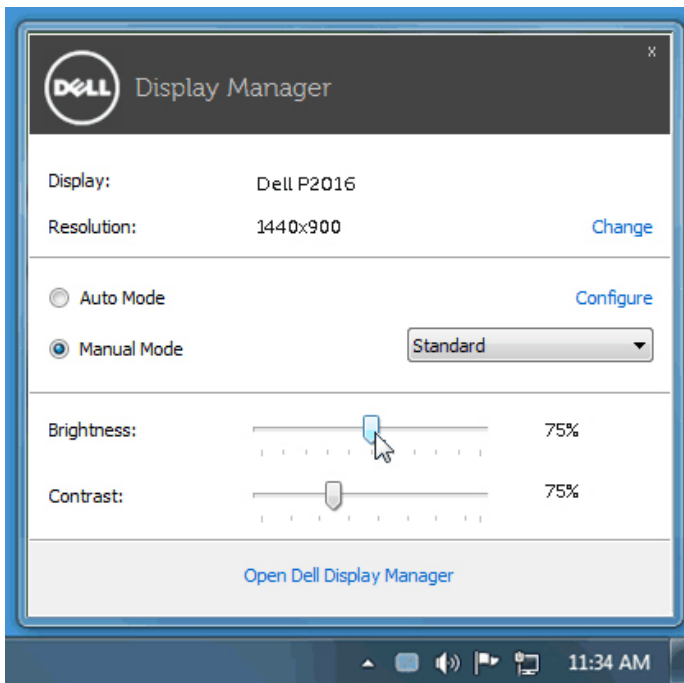 x
DELL Display Manager
Display: Dell P2016
Resolution: 1440x900 Change
Auto Mode Configure
Manual Mode Standard
Brightness: 75%
Contrast: 75%
Open Dell Display Manager
11:34 AM